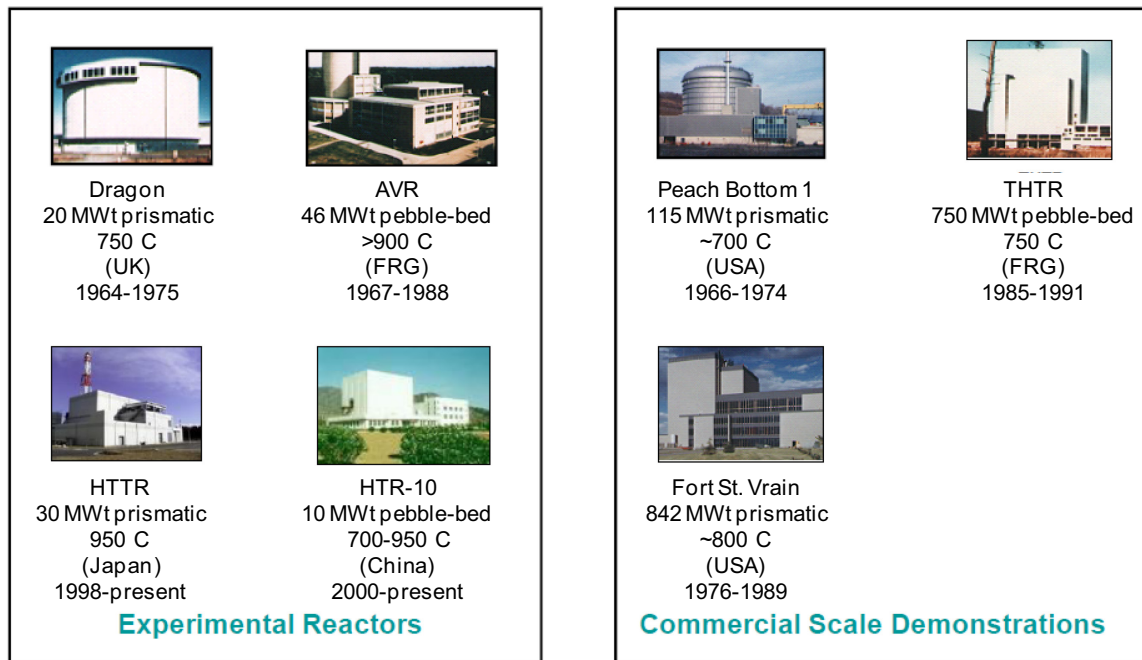 Dragon
20 MWt prismatic
750 C
(UK)
1964-1975
AVR
46 MWt pebble-bed
>900 C
(FRG)
1967-1988
HTTR
30 MWt prismatic
950 C
(Japan)
1998-present
HTR-10
10 MWt pebble-bed
700-950 C
(China)
2000-present
Experimental Reactors
Peach Bottom 1
115 MWt prismatic
~700 C
(USA)
1966-1974
THTR
750 MWt pebble-bed
750 C
(FRG)
1985-1991
Fort St. Vrain
842 MWt prismatic
~800 C
(USA)
1976-1989
Commercial Scale Demonstrations